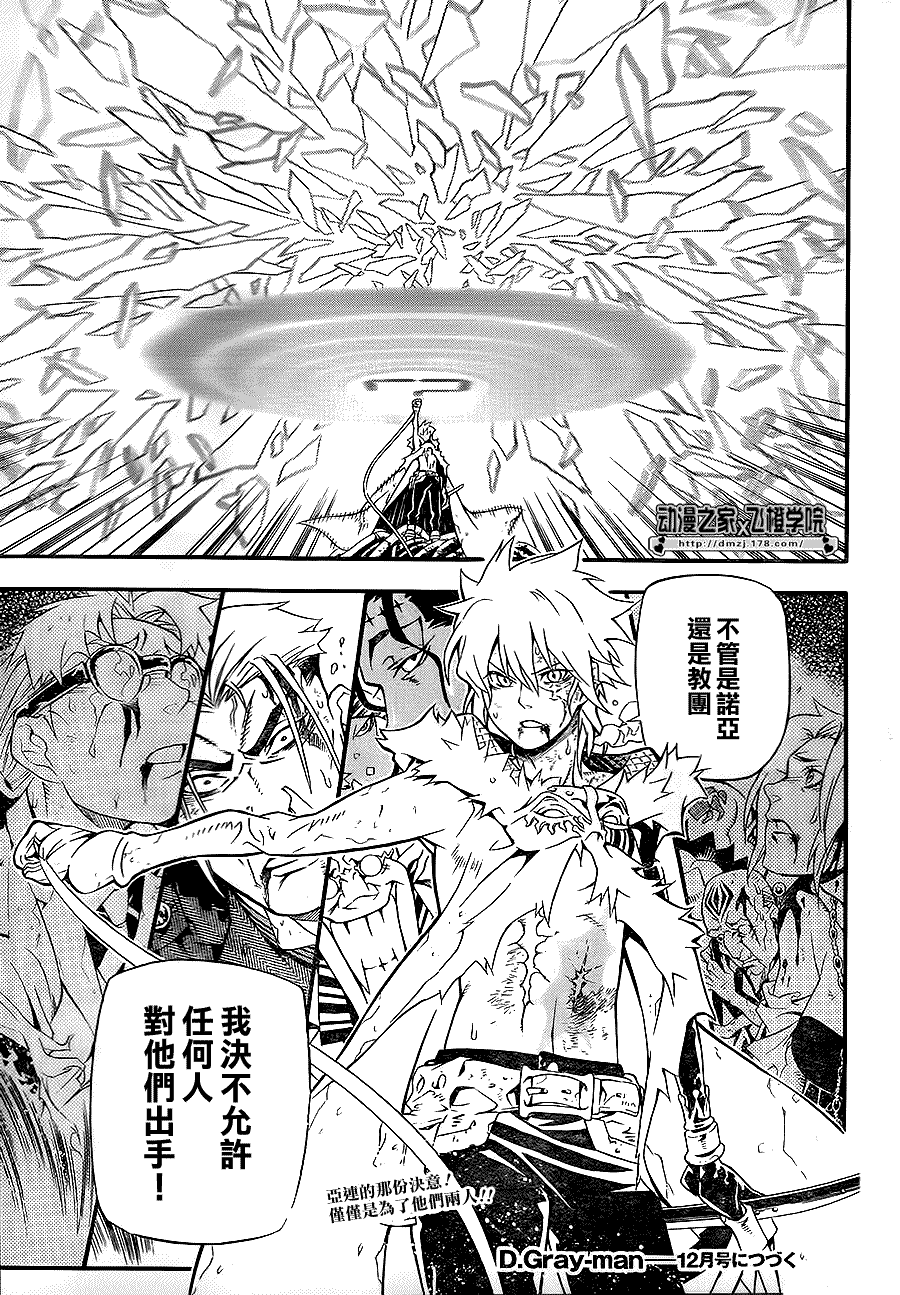 动漫之家☆飞橙学院
http://dmzj.178.com/
不管是諾亞
還是教團
我決不允許
任何人
對他們出手！
亞連的那份決意！
僅僅是為了他們兩人!!
D.Gray-man──12月号につづく